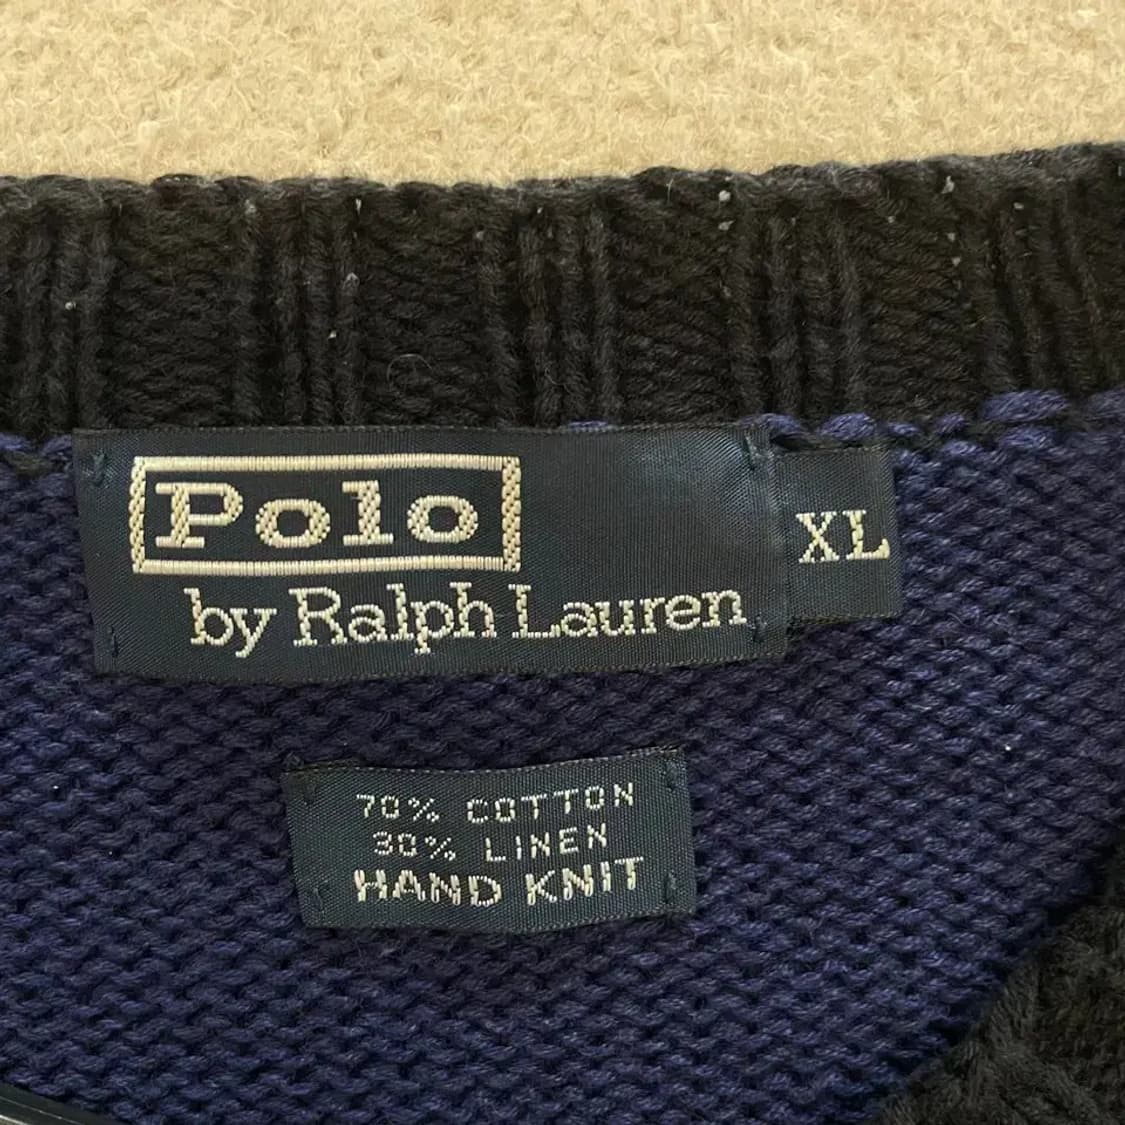 Polo
by Ralph Lauren
XL
70% COTTON
30% LINEN
HAND KNIT